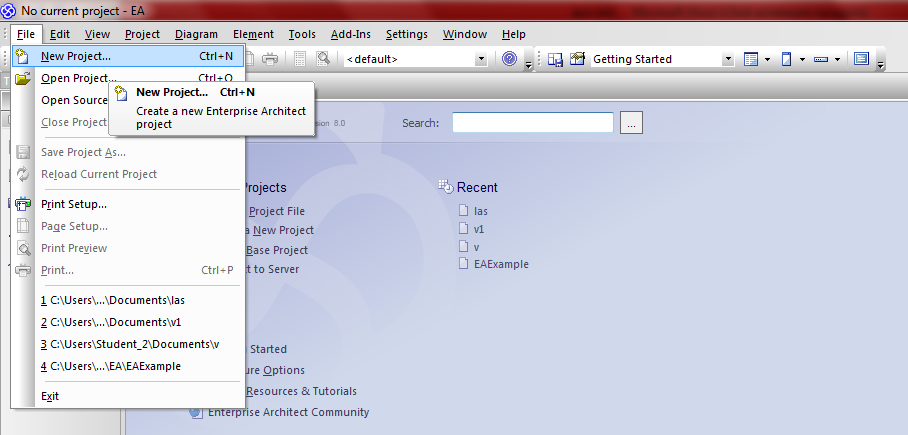 No current project - EA
File Edit View Project Diagram Element Tools Add-Ins Settings Window Help
<default> Getting Started
New Project... Ctrl+N
Open Project... Ctrl+O
Open Source
Close Project
New Project... Ctrl+N
Create a new Enterprise Architect
project
8.0
Search: ...
Save Project As...
Reload Current Project
Print Setup...
Page Setup...
Print Preview
Print... Ctrl+P
1 C:\Users\...\Documents\las
2 C:\Users\...\Documents\v1
3 C:\Users\Student_2\Documents\v
4 C:\Users\...\EA\EAExample
Exit
Project File
a New Project
Base Project
to Server
Recent
las
v1
v
EAExample
Started
Options
Resources & Tutorials
Enterprise Architect Community